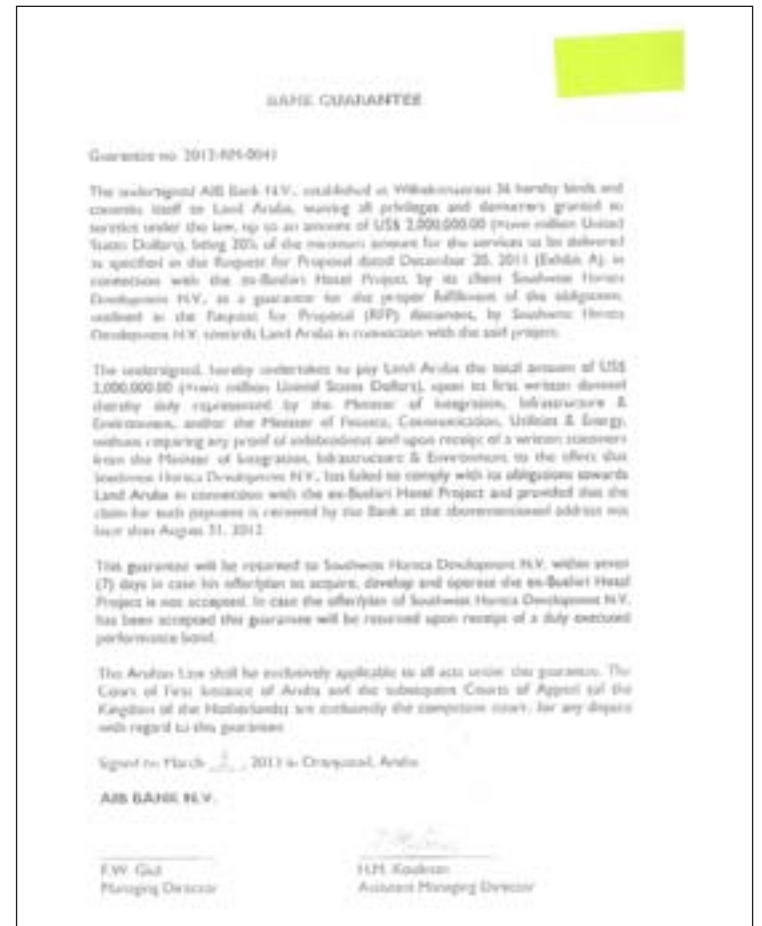 BANK GUARANTEE
Guarantee no. 2012-RM-0041
The undersigned AIB Bank N.V., established at Wilhelminastraat 36 hereby binds and
commits itself to Land Aruba, waiving all privileges and demurrers granted to
sureties under the law, up to an amount of US$ 2,000,000.00 (=two million United
States Dollars), being 20% of the minimum amount for the services to be delivered
as specified in the Request for Proposal dated December 20, 2011 (Exhibit A), in
connection with the ex-Bushiri Hotel Project by its client Southwest Horeca
Development N.V., as a guarantor for the proper fulfillment of the obligations,
outlined in the Request for Proposal (RFP) document, by Southwest Horeca
Development N.V. towards Land Aruba in connection with the said project.
The undersigned, hereby undertakes to pay Land Aruba the total amount of US$
2,000,000.00 (=two million United States Dollars), upon its first written demand
thereby duly represented by the Minister of Integration, Infrastructure &
Environment, and/or the Minister of Finance, Communication, Utilities & Energy,
without requiring any proof of indebtedness and upon receipt of a written statement
from the Minister of Integration, Infrastructure & Environment to the effect that
Southwest Horeca Development N.V., has failed to comply with its obligations towards
Land Aruba in connection with the ex-Bushiri Hotel Project and provided that the
claim for such payment is received by the Bank at the abovementioned address not
later than August 31, 2012.
This guarantee will be returned to Southwest Horeca Development N.V. within seven
(7) days in case his offer/plan to acquire, develop and operate the ex-Bushiri Hotel
Project is not accepted. In case the offer/plan of Southwest Horeca Development N.V.
has been accepted this guarantee will be returned upon receipt of a duly executed
performance bond.
The Aruban Law shall be exclusively applicable to all acts under this guarantee. The
Court of First Instance of Aruba and the subsequent Courts of Appeal (of the
Kingdom of the Netherlands) are exclusively the competent court, for any dispute
with regard to this guarantee.
Signed on March , 2012 in Oranjestad, Aruba
AIB BANK N.V.
F.W. Giel
Managing Director
H.M. Koolman
Assistant Managing Director